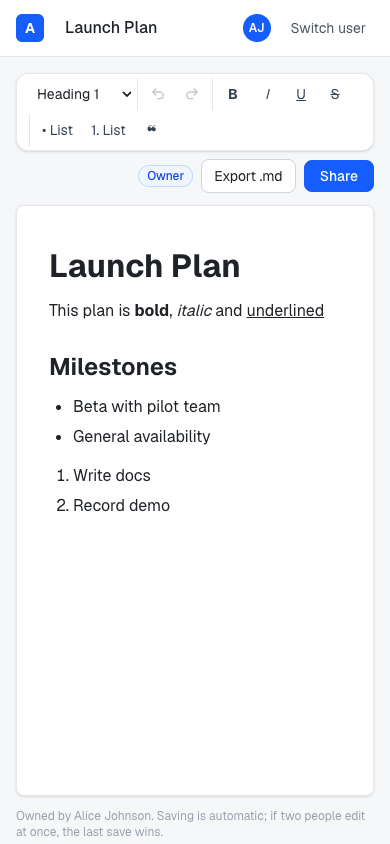 A Launch Plan AJ Switch user
Heading 1 B I U S
• List 1. List ❝
Owner Export .md Share
Launch Plan
This plan is bold, italic and underlined
Milestones
• Beta with pilot team
• General availability
1. Write docs
2. Record demo
Owned by Alice Johnson. Saving is automatic; if two people edit
at once, the last save wins.